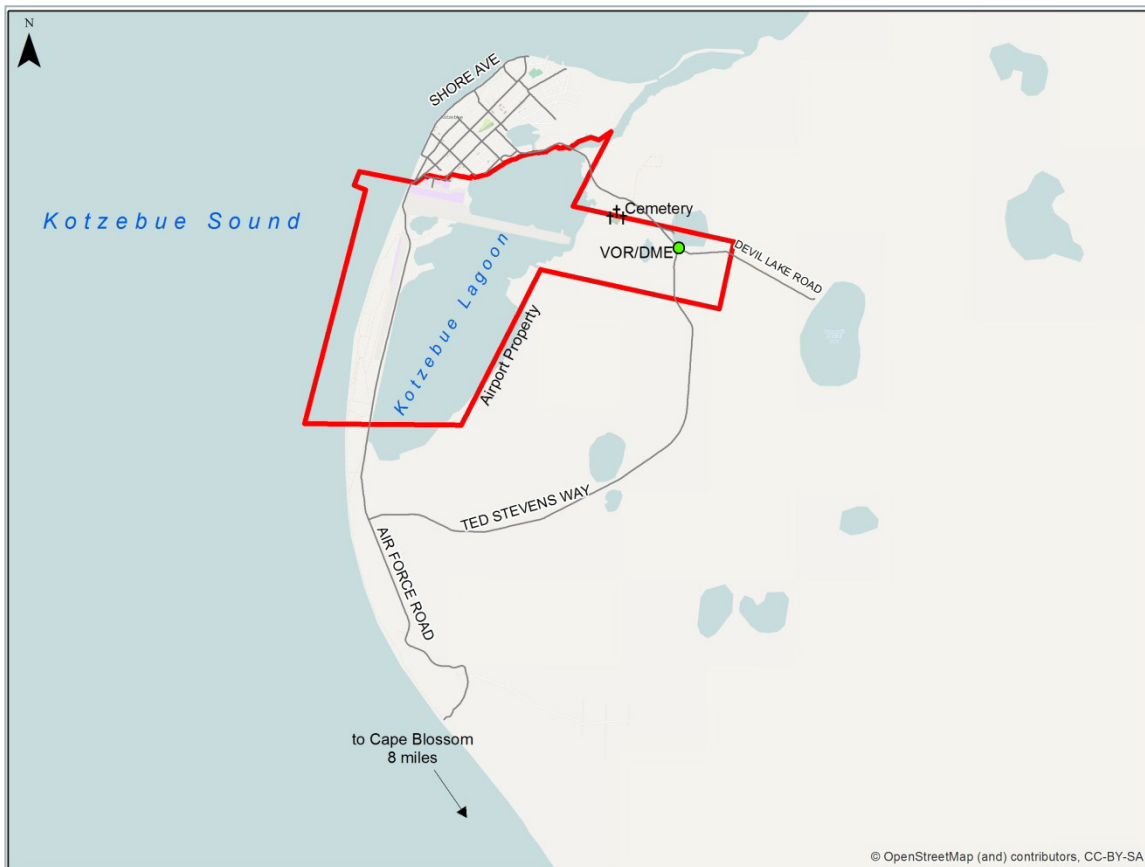 N
SHORE AVE
Kotzebue
Kotzebue Sound
Cemetery
VOR/DME
DEVIL LAKE ROAD
Kotzebue Lagoon
Airport Property
TED STEVENS WAY
AIR FORCE ROAD
to Cape Blossom
8 miles
© OpenStreetMap (and) contributors, CC-BY-SA